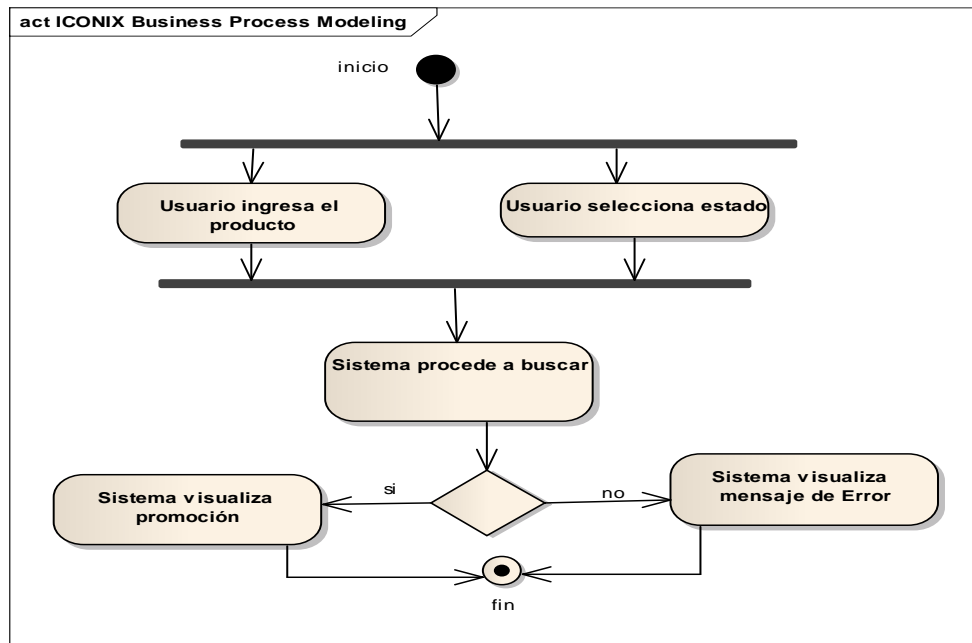 act ICONIX Business Process Modeling
inicio
Usuario ingresa el
producto
Usuario selecciona estado
Sistema procede a buscar
si
no
Sistema visualiza
promoción
Sistema visualiza
mensaje de Error
fin